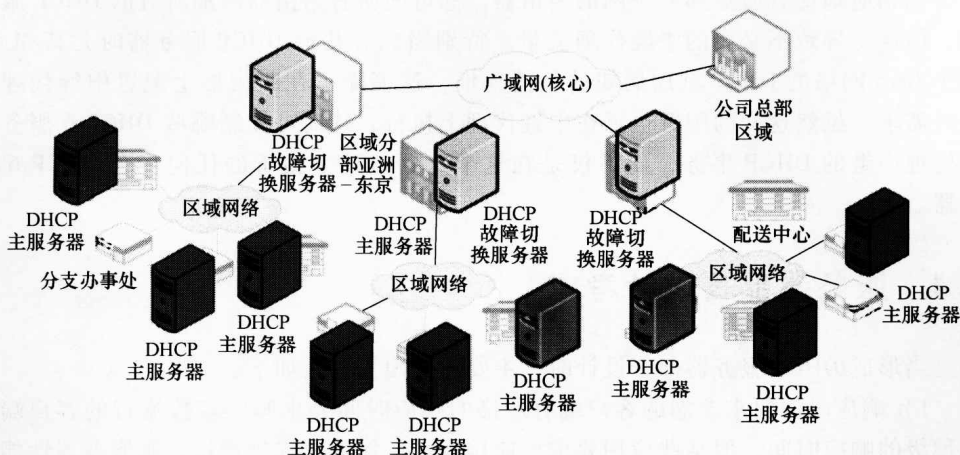 广域网(核心)
公司总部
区域
DHCP
故障切
换服务器
区域分
部亚洲
-东京
DHCP
主服务器
区域网络
分支办事处
DHCP
主服务器
DHCP
故障切
换服务器
DHCP
故障切
换服务器
配送中心
区域网络
区域网络
DHCP
主服务器
DHCP
主服务器
DHCP
主服务器
DHCP
主服务器
DHCP
主服务器
DHCP
主服务器
DHCP
主服务器
DHCP
主服务器